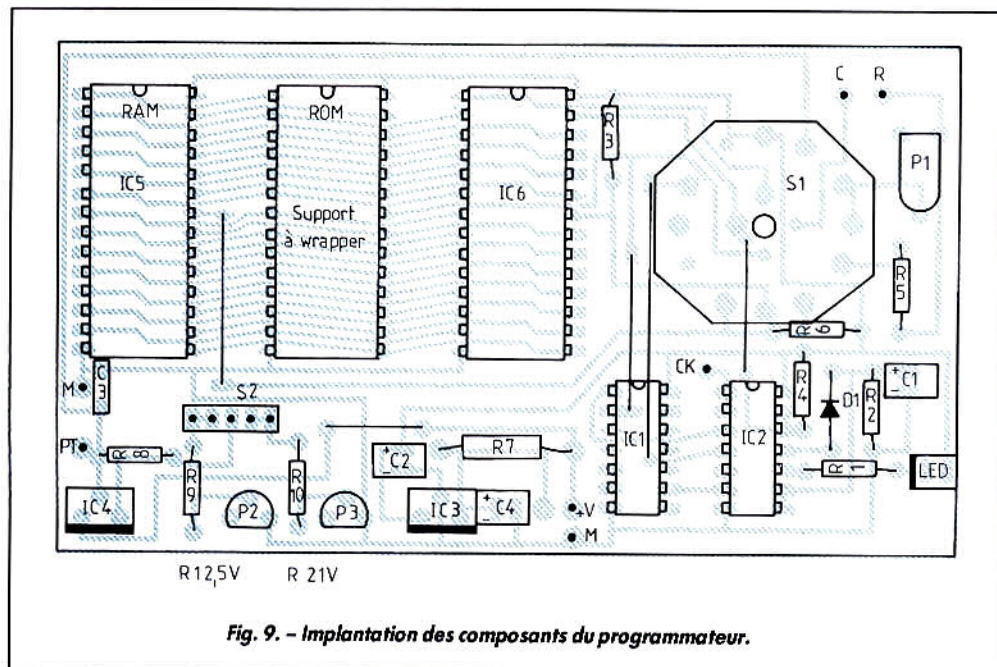 C R
RAM ROM
R3
P1
IC5 IC6 S1
Support
à wrapper
R5
R6
M C3
S2
CK
R4
D1
R2
+ C1
-
PT
R8
+ C2
-
R7
IC1 IC2
R1
LED
R9
R10
IC4 P2 P3 IC3
+ C4
-
+V
M
R12,5V R 21V
Fig. 9. – Implantation des composants du programmateur.